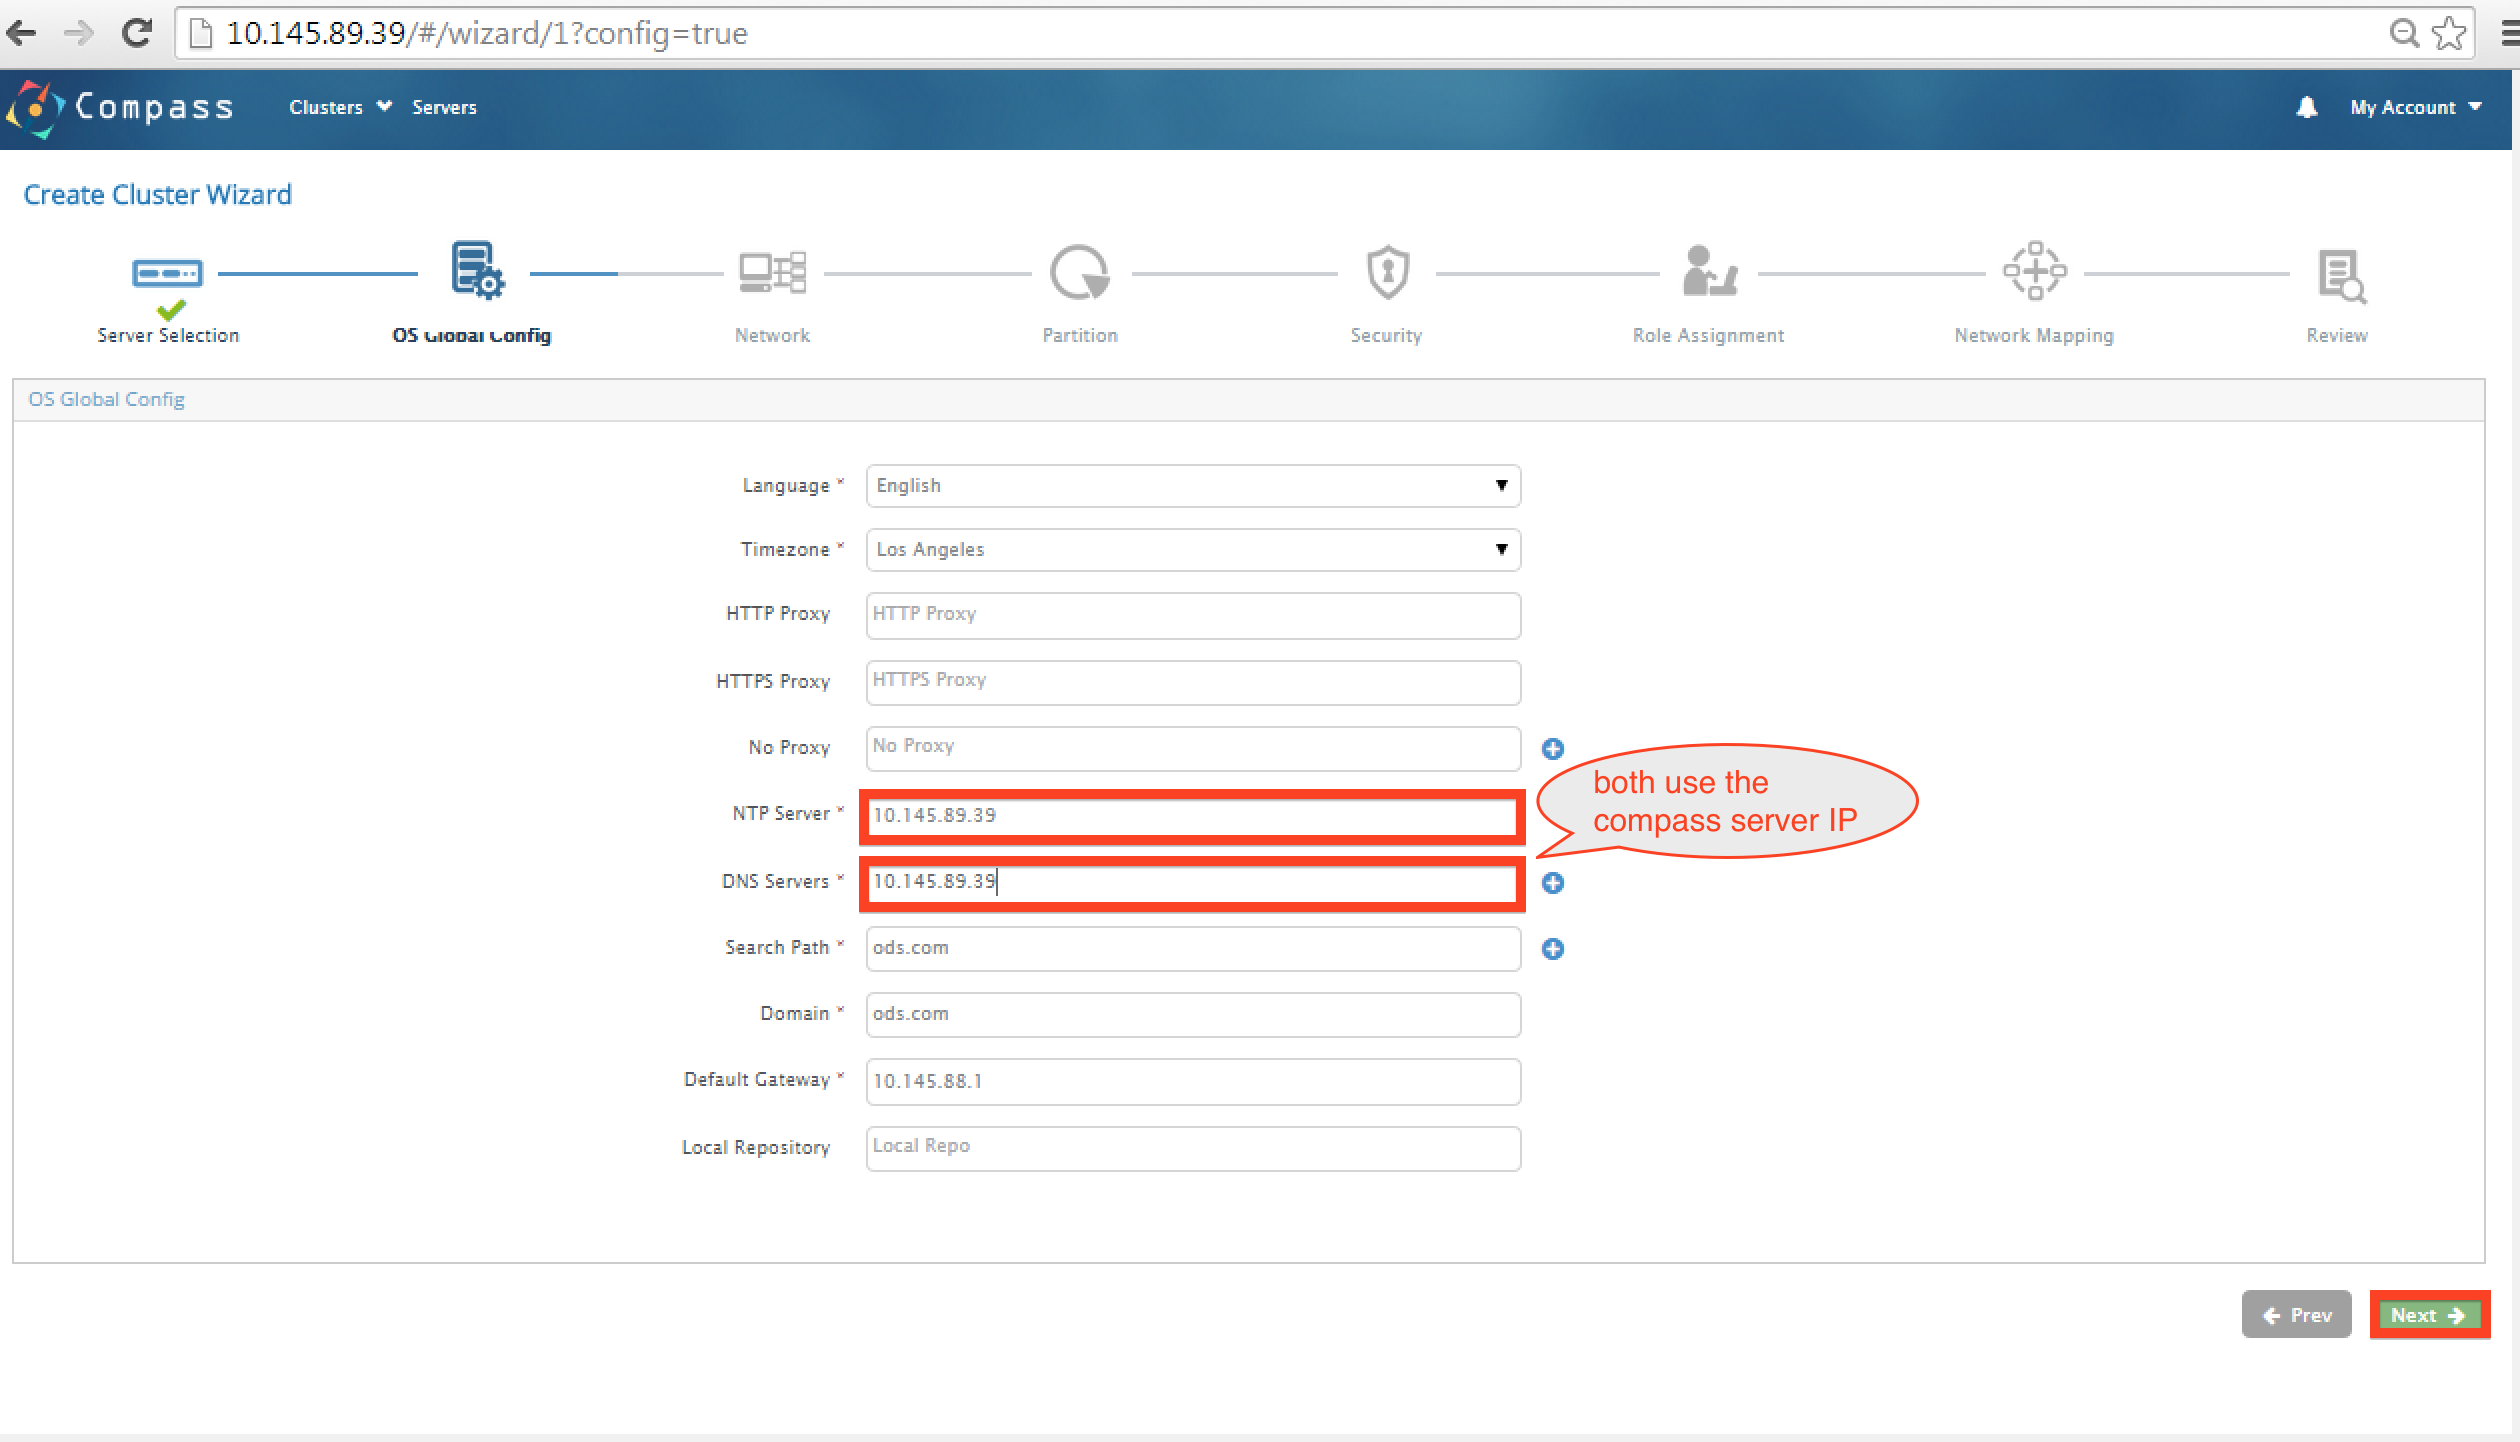 10.145.89.39/#/wizard/1?config=true
Compass Clusters Servers My Account
Create Cluster Wizard
Server Selection OS Global Config Network Partition Security Role Assignment Network Mapping Review
OS Global Config
Language * English
Timezone * Los Angeles
HTTP Proxy HTTP Proxy
HTTPS Proxy HTTPS Proxy
No Proxy No Proxy
both use the
compass server IP
NTP Server * 10.145.89.39
DNS Servers * 10.145.89.39
Search Path * ods.com
Domain * ods.com
Default Gateway * 10.145.88.1
Local Repository Local Repo
Prev Next